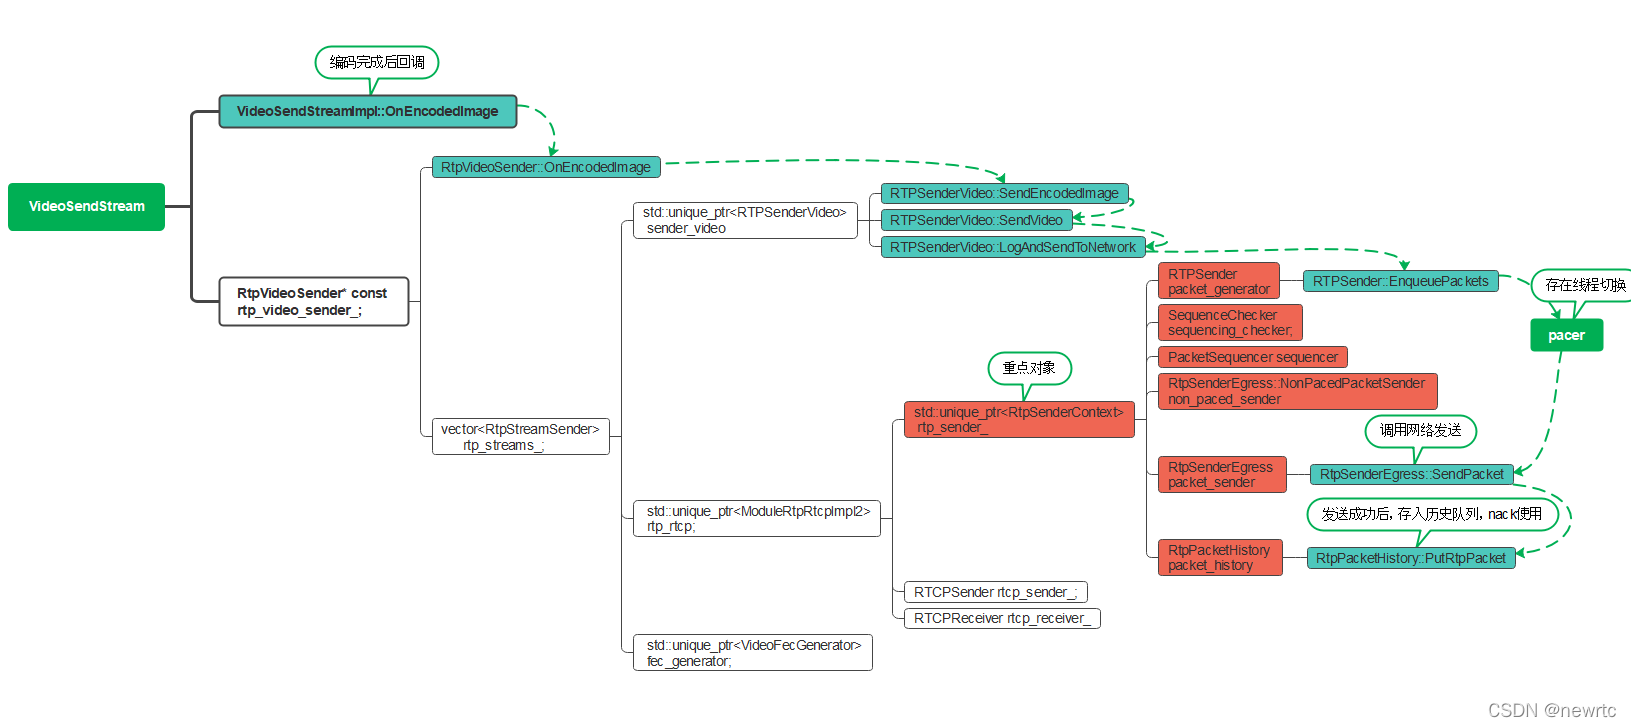 编码完成后回调
VideoSendStreamImpl::OnEncodedImage
RtpVideoSender::OnEncodedImage
VideoSendStream
RtpVideoSender* const
rtp_video_sender_;
vector<RtpStreamSender>
rtp_streams_;
std::unique_ptr<RTPSenderVideo>
sender_video
RTPSenderVideo::SendEncodedImage
RTPSenderVideo::SendVideo
RTPSenderVideo::LogAndSendToNetwork
std::unique_ptr<ModuleRtpRtcpImpl2>
rtp_rtcp;
重点对象
std::unique_ptr<RtpSenderContext>
rtp_sender_
RTPSender
packet_generator
RTPSender::EnqueuePackets
存在线程切换
pacer
SequenceChecker
sequencing_checker;
PacketSequencer sequencer
RtpSenderEgress::NonPacedPacketSender
non_paced_sender
调用网络发送
RtpSenderEgress
packet_sender
RtpSenderEgress::SendPacket
发送成功后，存入历史队列，nack使用
RtpPacketHistory
packet_history
RtpPacketHistory::PutRtpPacket
RTCPSender rtcp_sender_;
RTCPReceiver rtcp_receiver_
std::unique_ptr<VideoFecGenerator>
fec_generator;
CSDN @newrtc